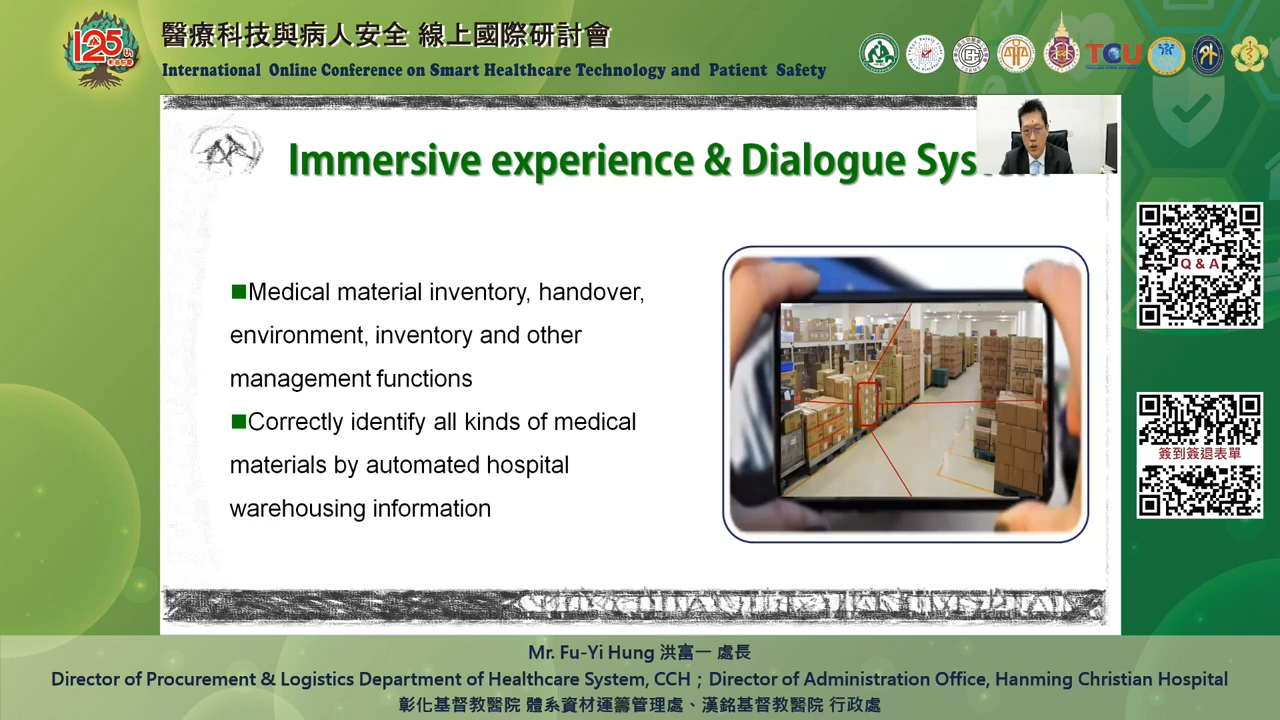 125
醫療科技與病人安全 線上國際研討會
International Online Conference on Smart Healthcare Technology and Patient Safety
TCU
Immersive experience & Dialogue Sys
■Medical material inventory, handover,
environment, inventory and other
management functions
■Correctly identify all kinds of medical
materials by automated hospital
warehousing information
Q & A
簽到簽退表單
Mr. Fu-Yi Hung 洪富一 處長
Director of Procurement & Logistics Department of Healthcare System, CCH；Director of Administration Office, Hanming Christian Hospital
彰化基督教醫院 體系資材運籌管理處、漢銘基督教醫院 行政處